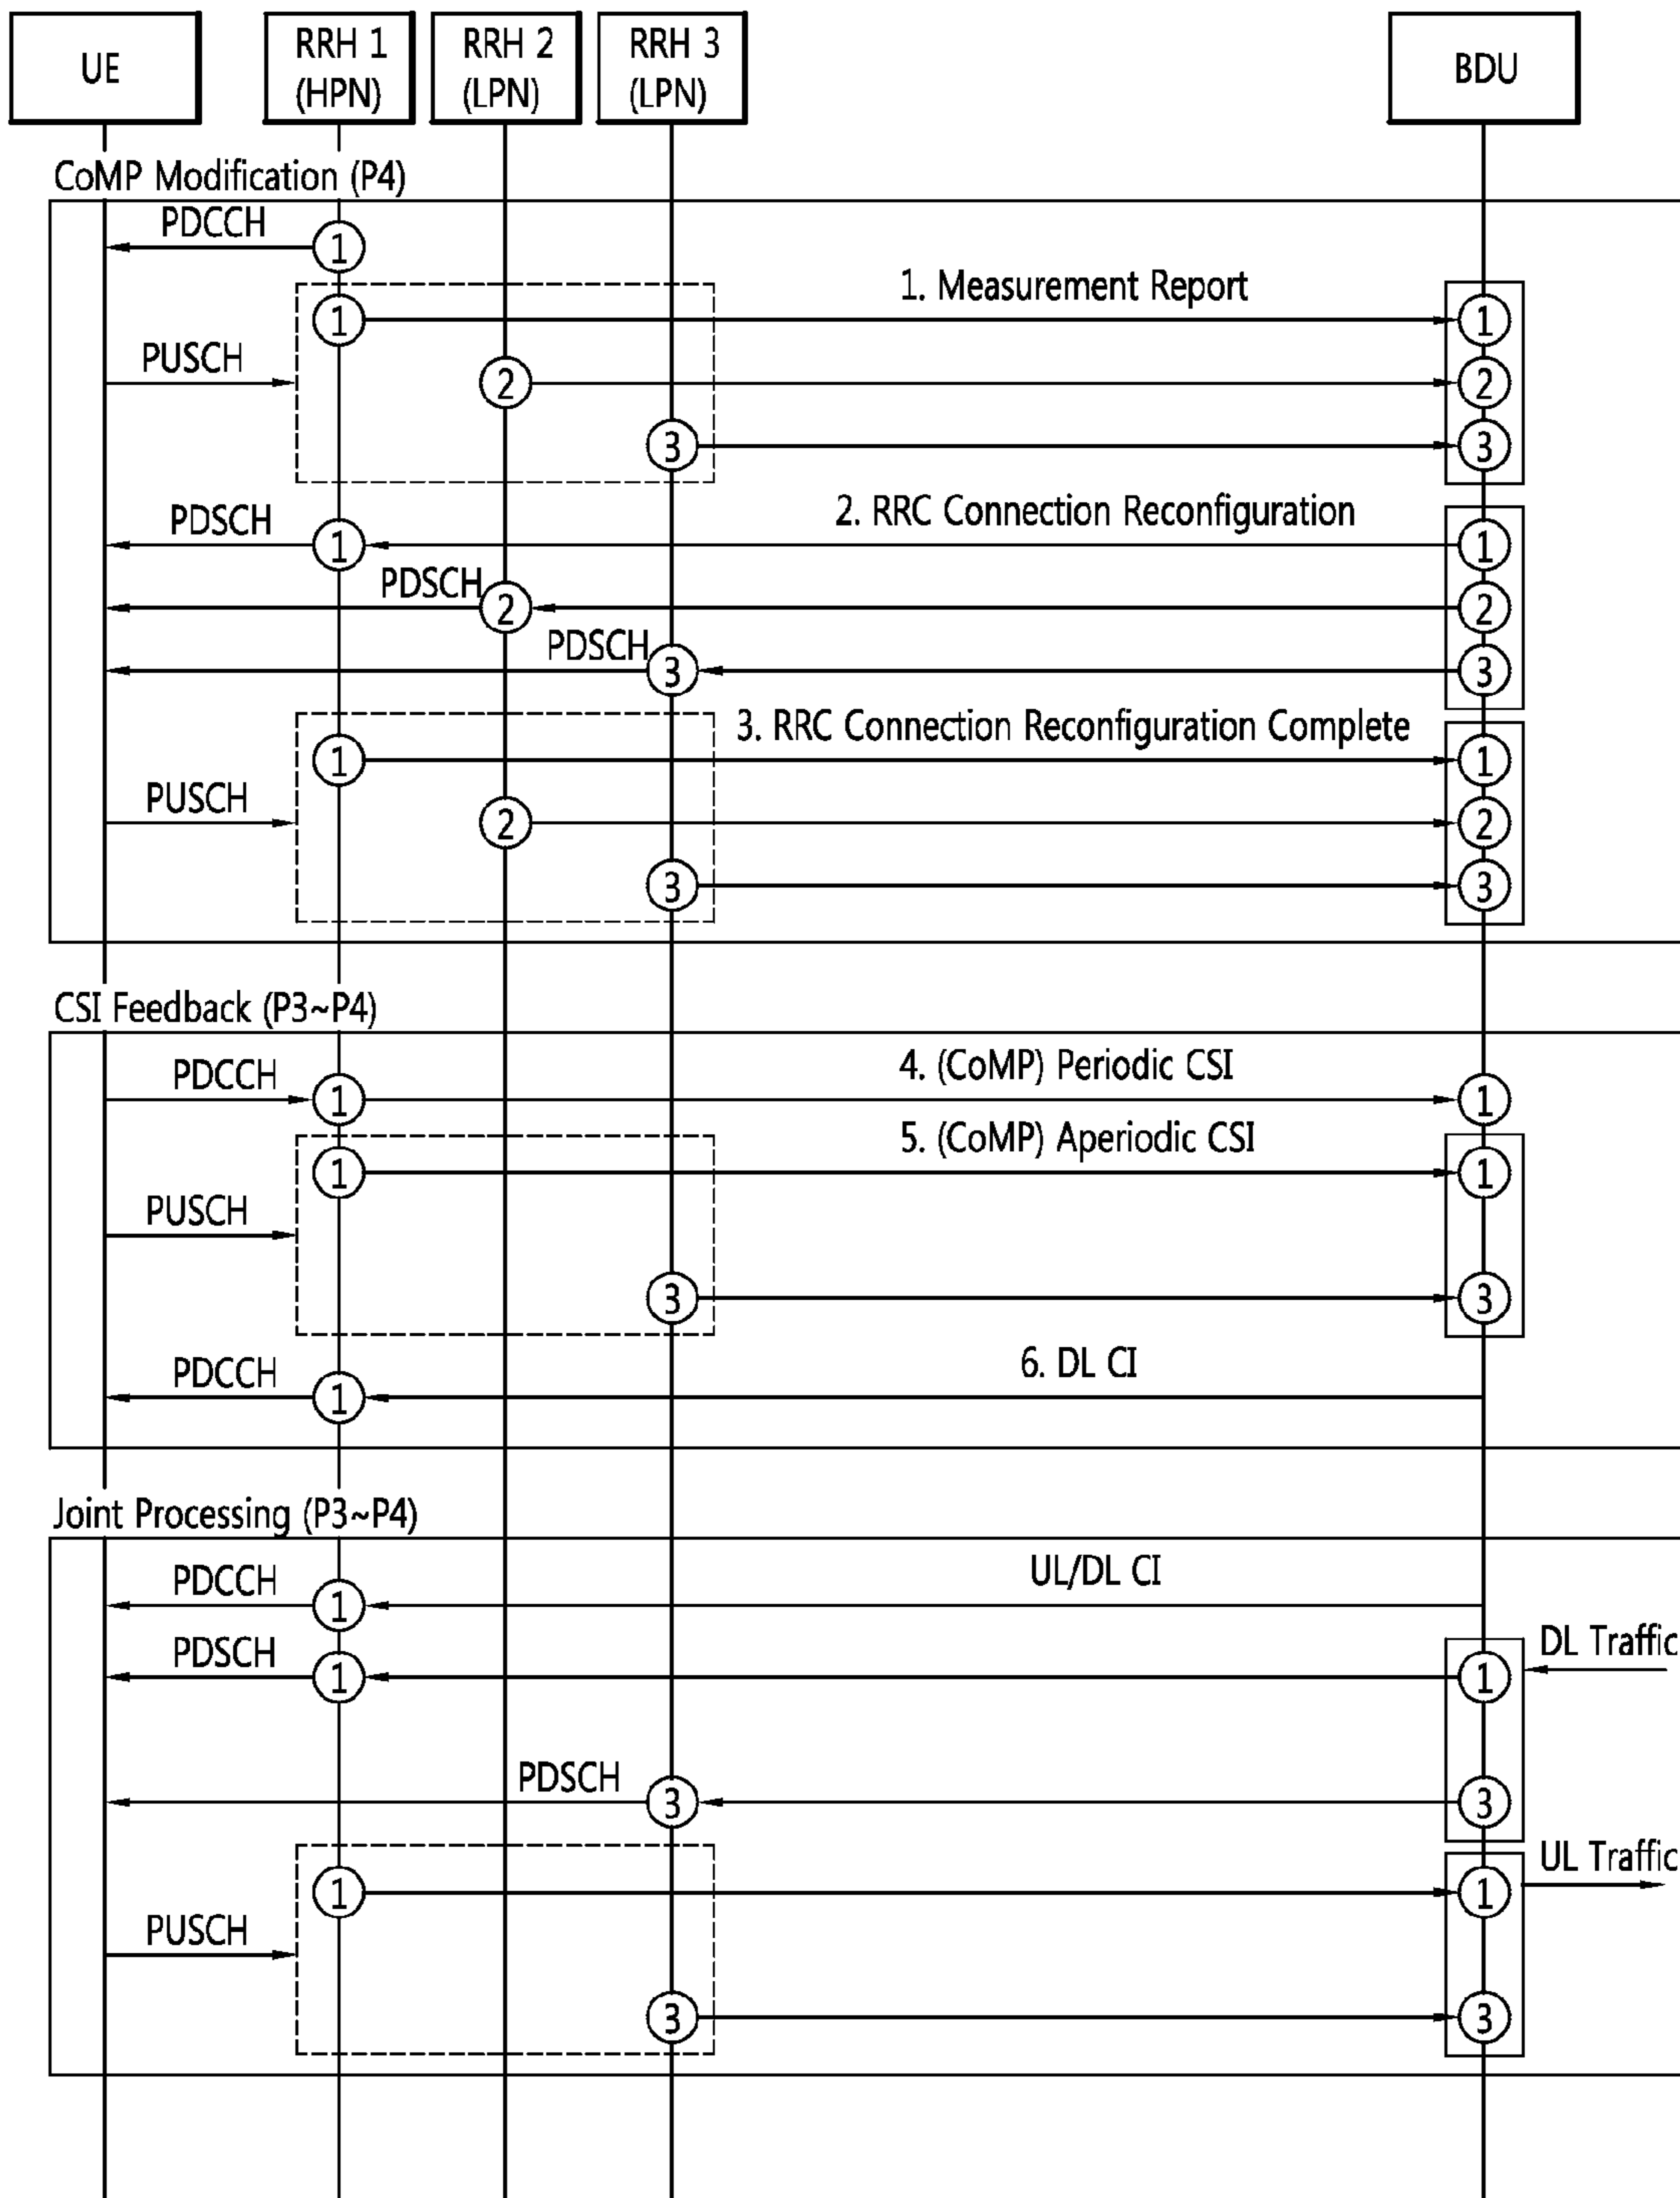 UE
RRH 1
(HPN)
RRH 2
(LPN)
RRH 3
(LPN)
BDU
CoMP Modification (P4)
PDCCH
1
1. Measurement Report
1
1
PUSCH
2
2
3
3
2. RRC Connection Reconfiguration
PDSCH
1
1
PDSCH
2
2
PDSCH
3
3
3. RRC Connection Reconfiguration Complete
1
1
PUSCH
2
2
3
3
CSI Feedback (P3~P4)
4. (CoMP) Periodic CSI
PDCCH
1
1
5. (CoMP) Aperiodic CSI
1
1
PUSCH
3
3
6. DL CI
PDCCH
1
Joint Processing (P3~P4)
UL/DL CI
PDCCH
1
DL Traffic
PDSCH
1
1
PDSCH
3
3
UL Traffic
1
1
PUSCH
3
3